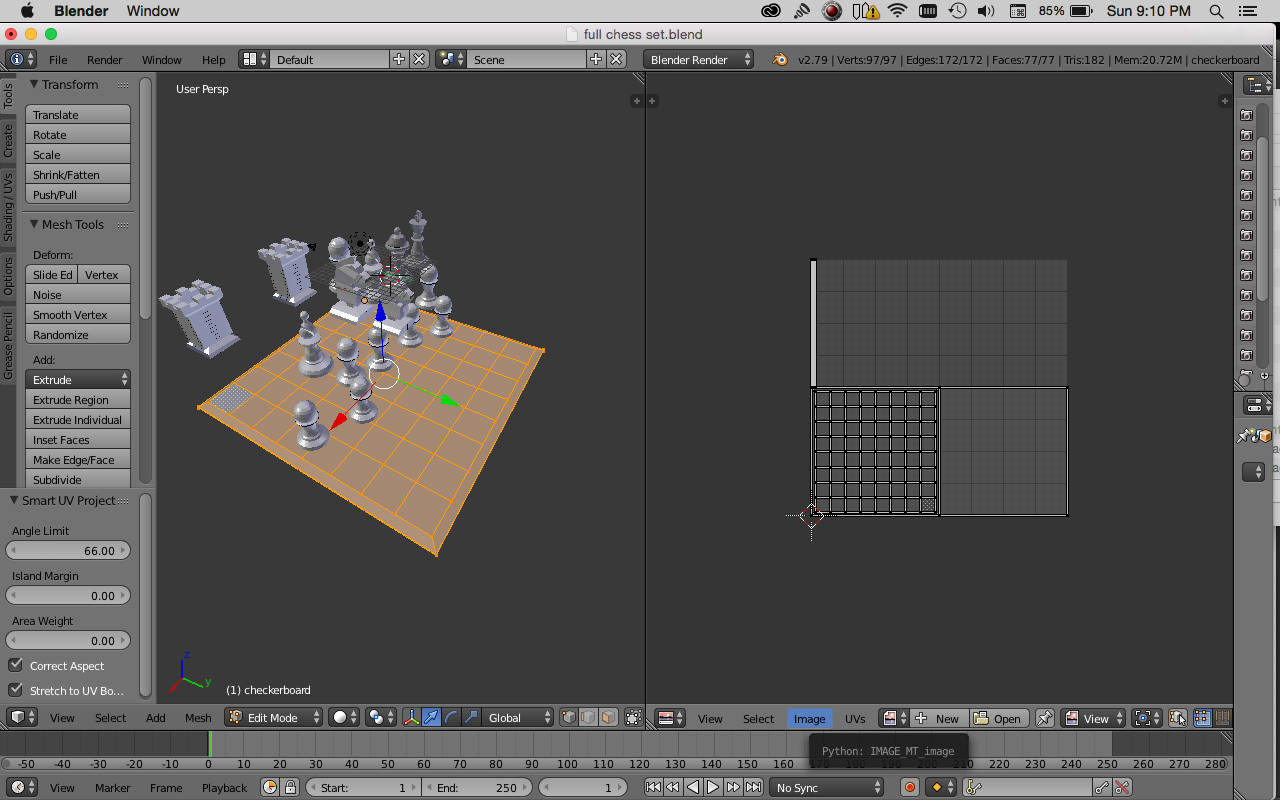 Blender Window 85% Sun 9:10 PM
full chess set.blend
File Render Window Help Default Scene Blender Render v2.79 | Verts:97/97 | Edges:172/172 | Faces:77/77 | Tris:182 | Mem:20.72M | checkerboard
Tools
Create
Shading / UVs
Options
Grease Pencil
Transform
Translate
Rotate
Scale
Shrink/Fatten
Push/Pull
Mesh Tools
Deform:
Slide Ed Vertex
Noise
Smooth Vertex
Randomize
Add:
Extrude
Extrude Region
Extrude Individual
Inset Faces
Make Edge/Face
Subdivide
Smart UV Project
Angle Limit
66.00
Island Margin
0.00
Area Weight
0.00
Correct Aspect
Stretch to UV Bo...
User Persp
z
y
(1) checkerboard
View Select Add Mesh Edit Mode Global
View Select Image UVs New Open View
Python: IMAGE_MT_image
-50 -40 -30 -20 -10 0 10 20 30 40 50 60 70 80 90 100 110 120 130 140 150 160 170 180 190 200 210 220 230 240 250 260 270 280
View Marker Frame Playback Start: 1 End: 250 1 No Sync